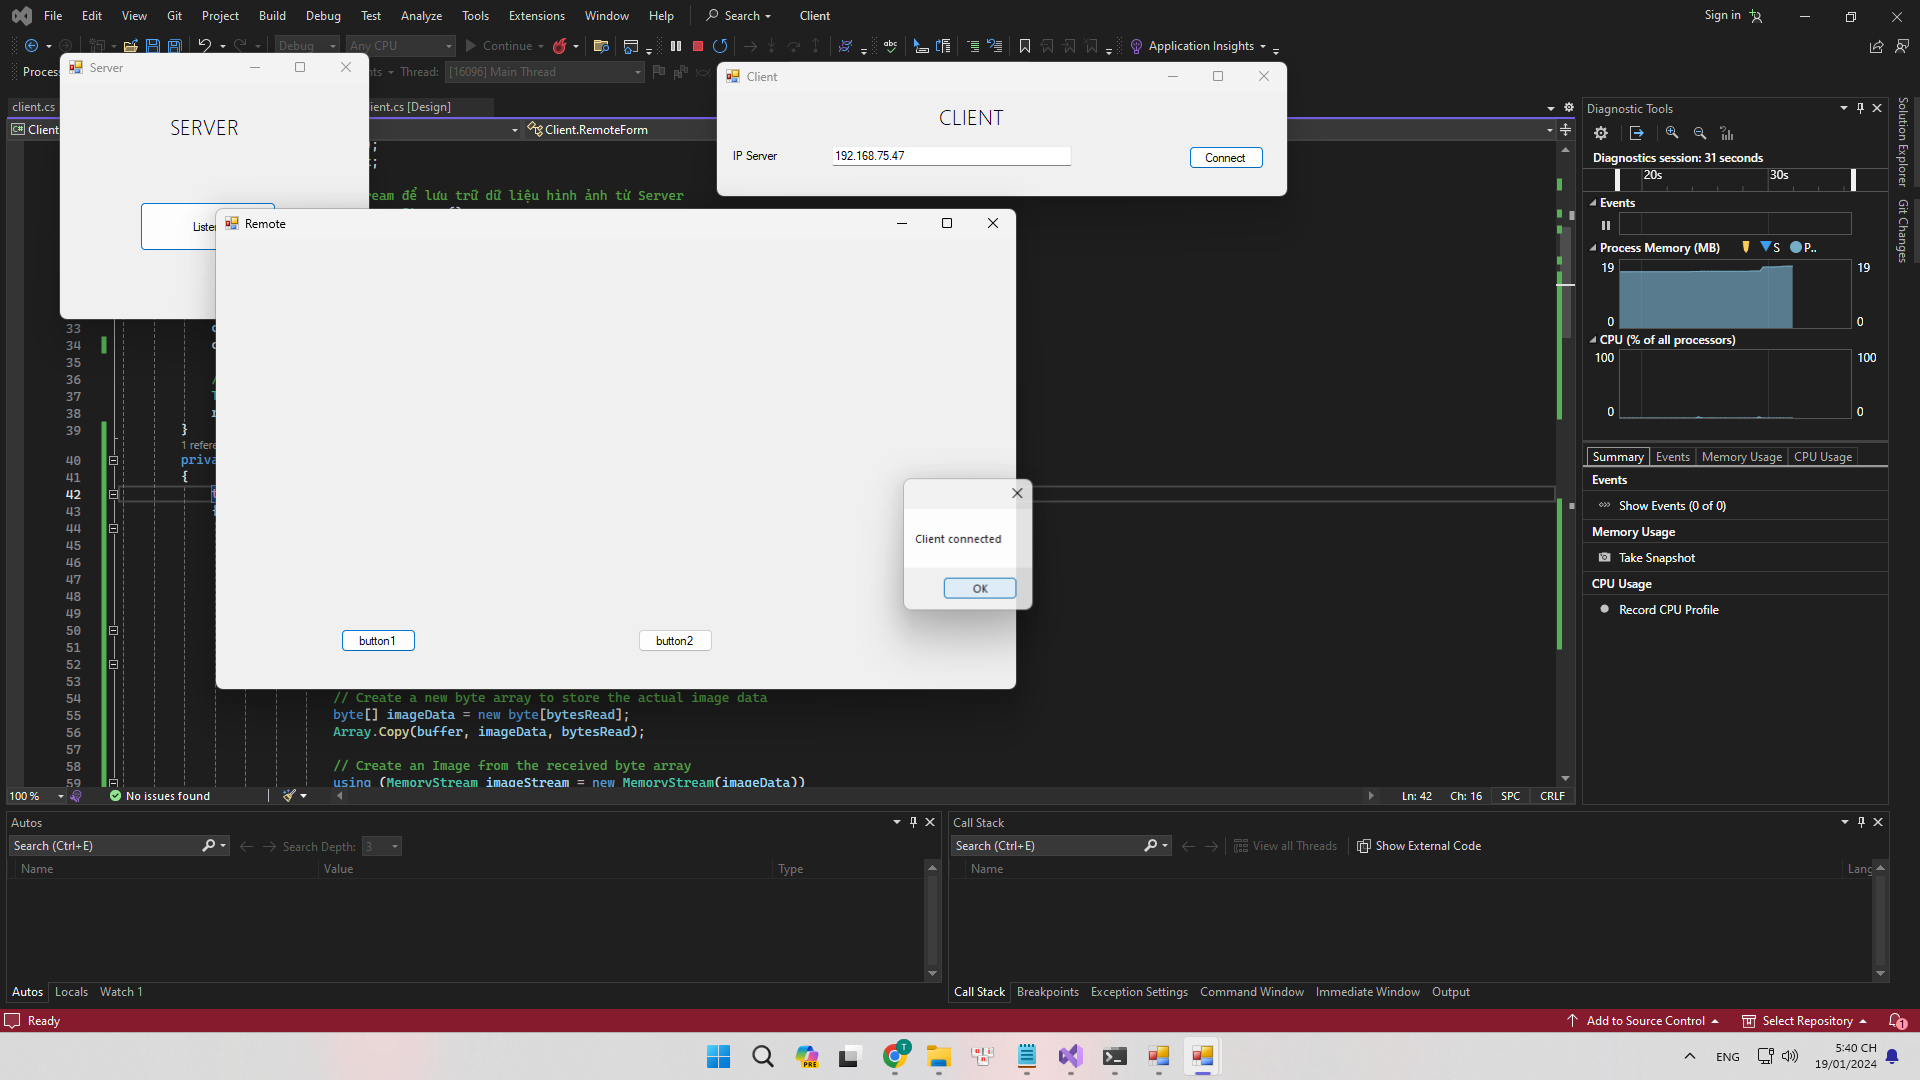 File Edit View Git Project Build Debug Test Analyze Tools Extensions Window Help Search Client Sign in
Debug Any CPU Continue Application Insights
Process Thread: [16096] Main Thread
client.cs client.cs [Design]
Client Client.RemoteForm
Server
SERVER
Listen
Client
CLIENT
IP Server 192.168.75.47 Connect
Remote
button1 button2
Client connected
OK
ream để lưu trữ dữ liệu hình ảnh từ Server
33
34
35
36
37
38
39 }
1 refere
40 priva
41 {
42
43
44
45
46
47
48
49
50
51
52
53
54 // Create a new byte array to store the actual image data
55 byte[] imageData = new byte[bytesRead];
56 Array.Copy(buffer, imageData, bytesRead);
57
58 // Create an Image from the received byte array
59 using (MemoryStream imageStream = new MemoryStream(imageData))
100 % No issues found Ln: 42 Ch: 16 SPC CRLF
Diagnostic Tools
Diagnostics session: 31 seconds
20s 30s
Events
Process Memory (MB) S P..
19 19
0 0
CPU (% of all processors)
100 100
0 0
Summary Events Memory Usage CPU Usage
Events
Show Events (0 of 0)
Memory Usage
Take Snapshot
CPU Usage
Record CPU Profile
Solution Explorer
Git Changes
Autos
Search (Ctrl+E) Search Depth: 3
Name Value Type
Autos Locals Watch 1
Call Stack
Search (Ctrl+E) View all Threads Show External Code
Name Lang
Call Stack Breakpoints Exception Settings Command Window Immediate Window Output
Ready Add to Source Control Select Repository 1
T
PRE
ENG
5:40 CH
19/01/2024